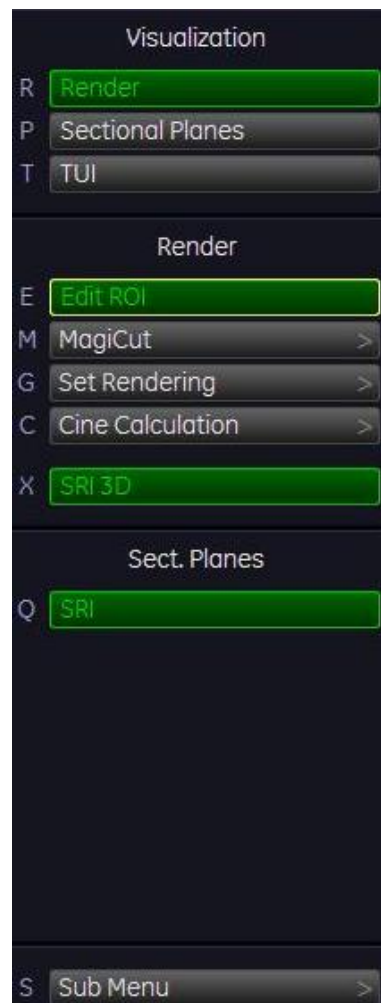 Visualization
R Render
P Sectional Planes
T TUI
Render
E Edit ROI
M MagiCut >
G Set Rendering >
C Cine Calculation >
X SRI 3D
Sect. Planes
Q SRI
S Sub Menu >